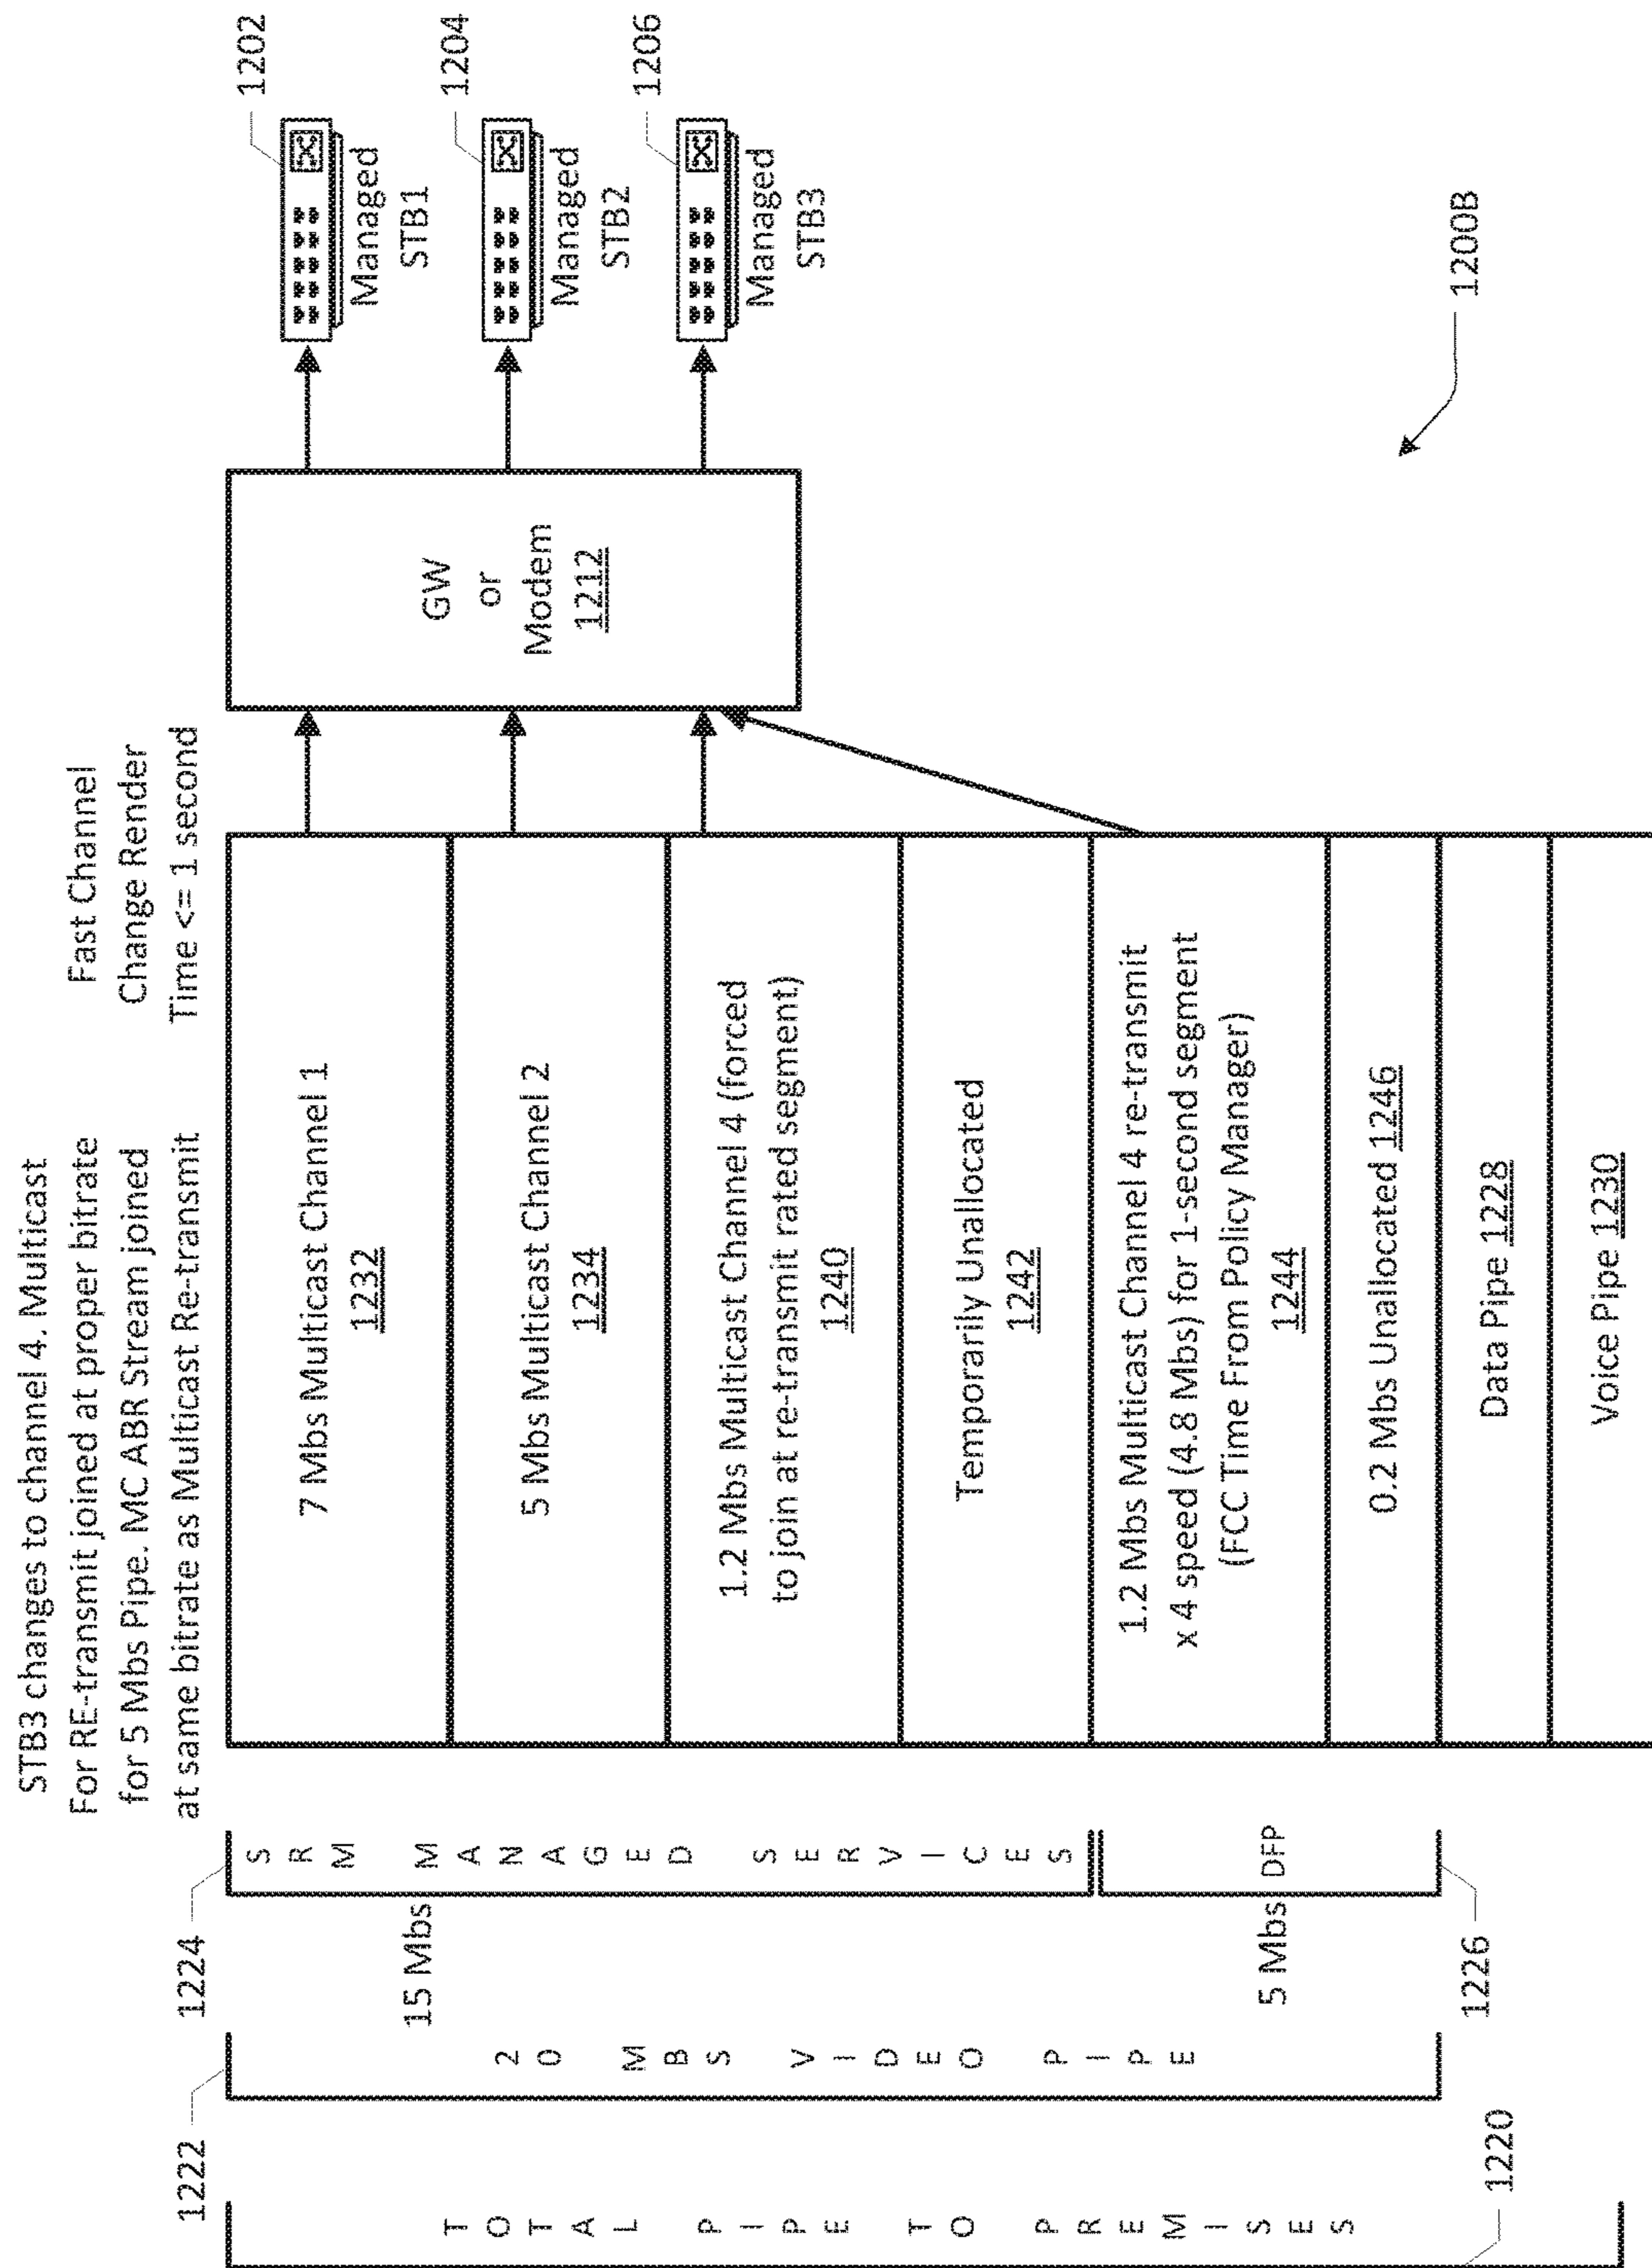 STB3 changes to channel 4. Multicast
For RE-transmit joined at proper bitrate
for 5 Mbs Pipe. MC ABR Stream joined
at same bitrate as Multicast Re-transmit
Fast Channel
Change Render
Time <= 1 second
1220
TOTAL PIPE TO PREMISES
1222
20 MBS VIDEO PIPE
1224
15 Mbs
SRM MANAGED SERVICES
5 Mbs DFP
1226
7 Mbs Multicast Channel 1
1232
5 Mbs Multicast Channel 2
1234
1.2 Mbs Multicast Channel 4 (forced
to join at re-transmit rated segment)
1240
Temporarily Unallocated
1242
1.2 Mbs Multicast Channel 4 re-transmit
x 4 speed (4.8 Mbs) for 1-second segment
(FCC Time From Policy Manager)
1244
0.2 Mbs Unallocated 1246
Data Pipe 1228
Voice Pipe 1230
GW
or
Modem
1212
1202
Managed
STB1
1204
Managed
STB2
1206
Managed
STB3
1200B